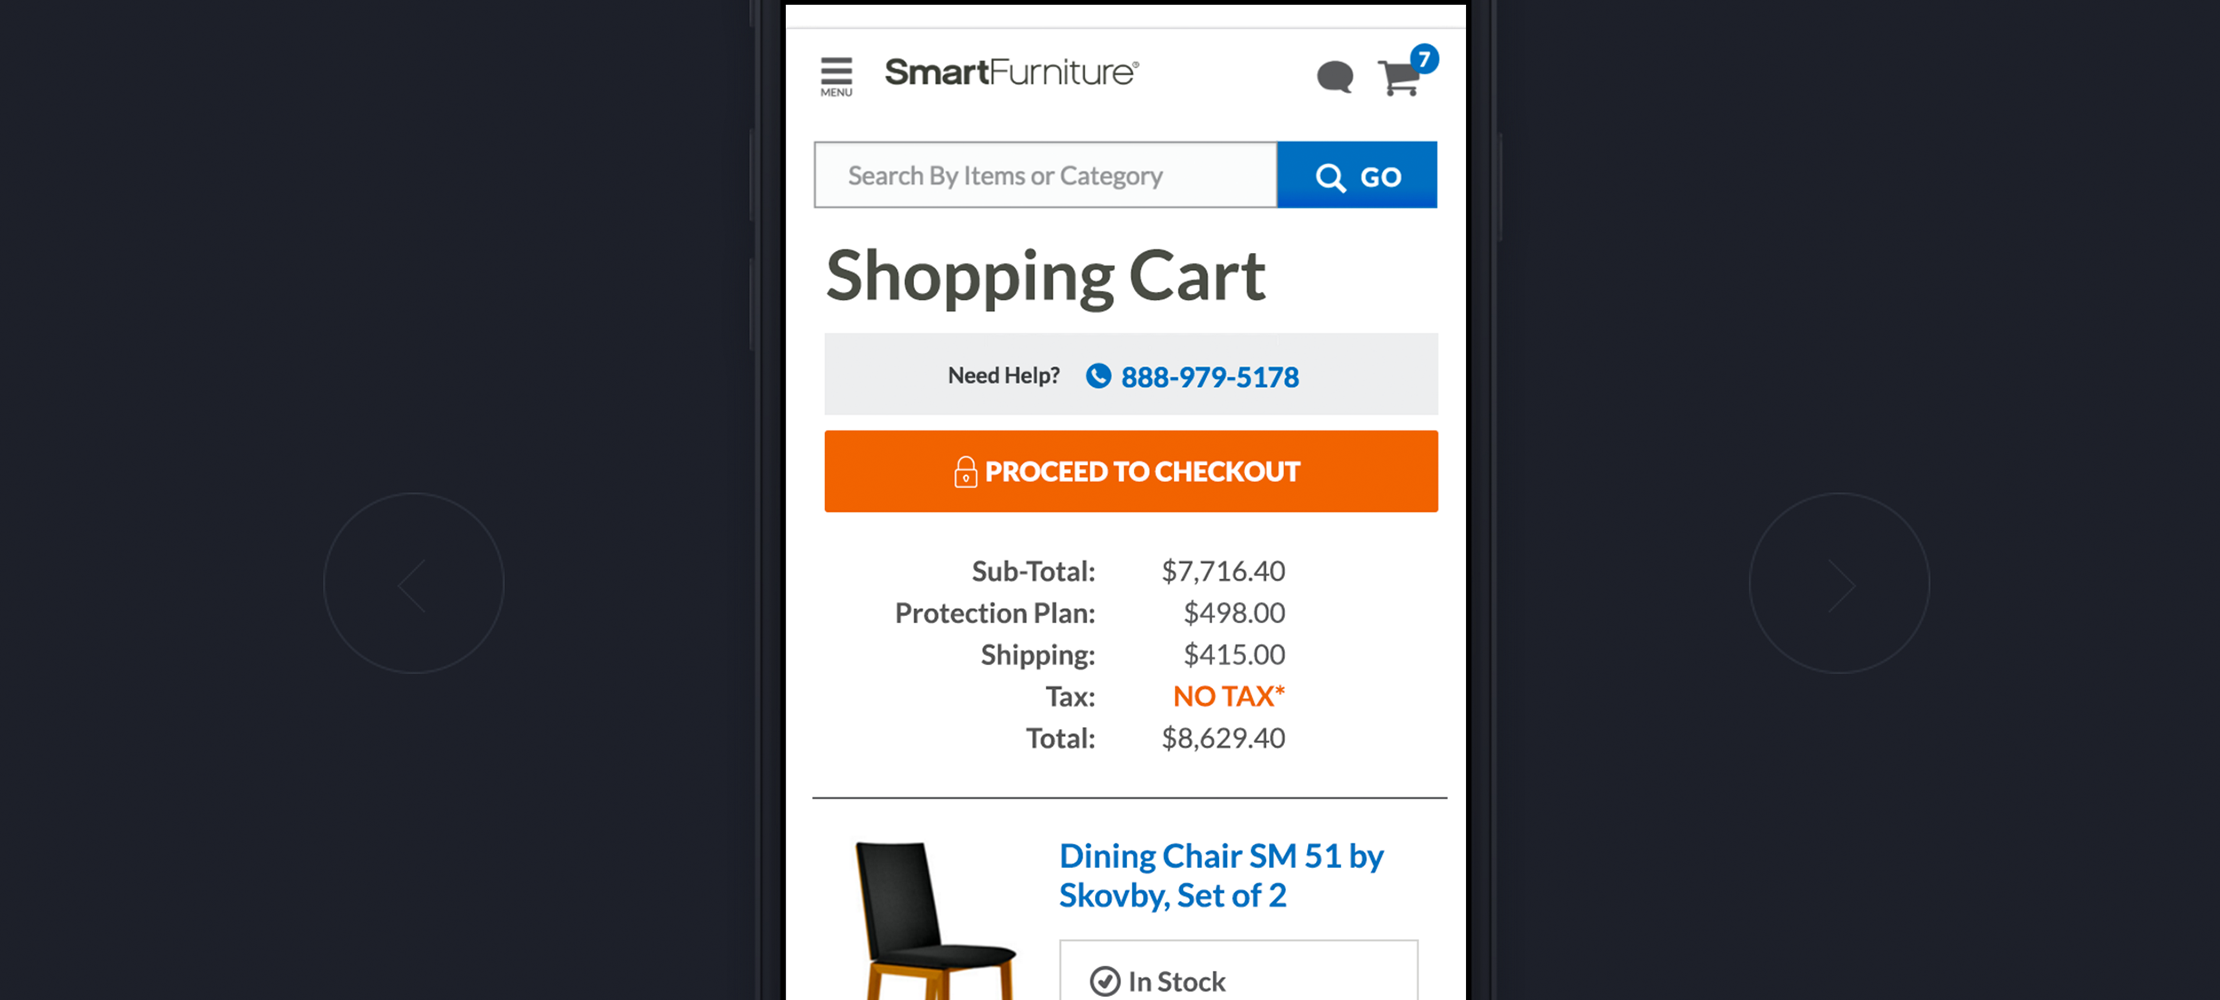 MENU
SmartFurniture®
7
Search By Items or Category
GO
Shopping Cart
Need Help? 888-979-5178
PROCEED TO CHECKOUT
Sub-Total: $7,716.40
Protection Plan: $498.00
Shipping: $415.00
Tax: NO TAX*
Total: $8,629.40
Dining Chair SM 51 by
Skovby, Set of 2
In Stock